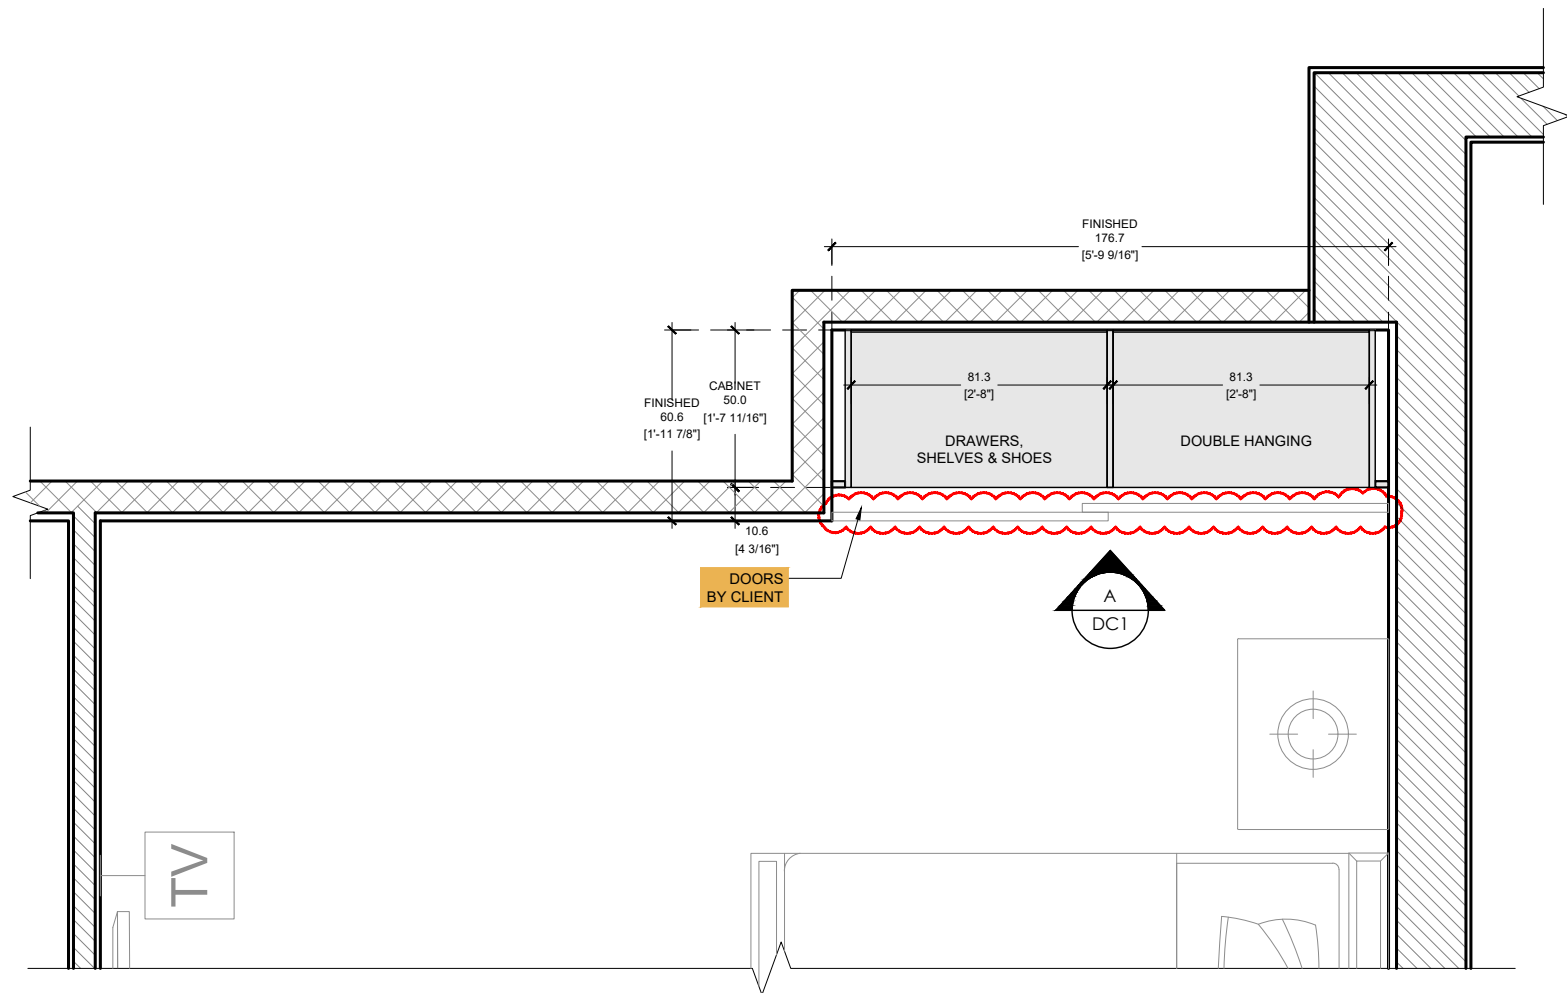 FINISHED
176.7
[5'-9 9/16"]
FINISHED
60.6
[1'-11 7/8"]
CABINET
50.0
[1'-7 11/16"]
81.3
[2'-8"]
81.3
[2'-8"]
DRAWERS,
SHELVES & SHOES
DOUBLE HANGING
10.6
[4 3/16"]
DOORS
BY CLIENT
A
DC1
TV